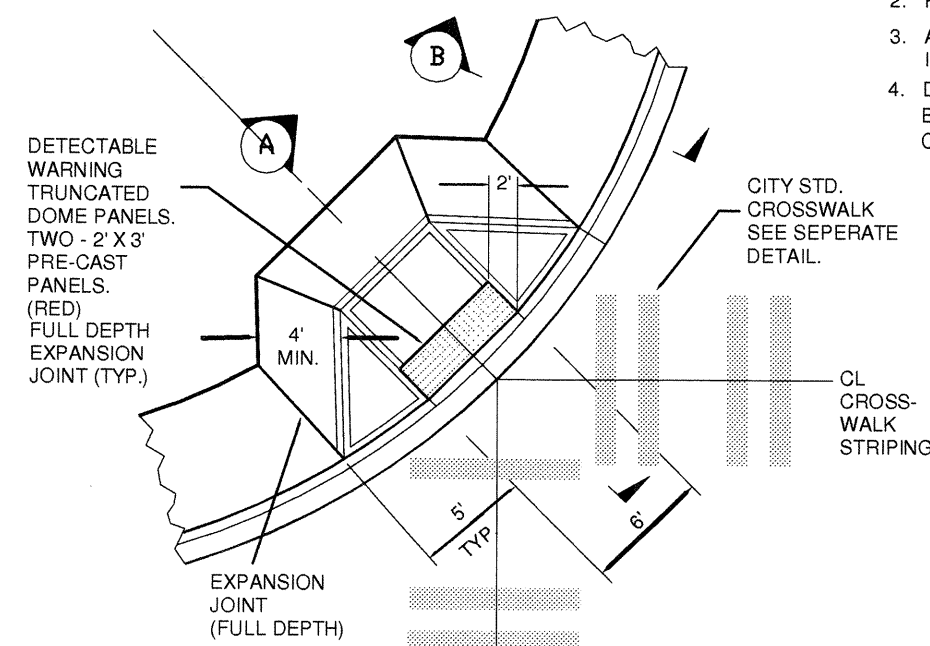 2.
3. A
I
4. D
E
C
B
A
DETECTABLE
WARNING
TRUNCATED
DOME PANELS.
TWO - 2' X 3'
PRE-CAST
PANELS.
(RED)
FULL DEPTH
EXPANSION
JOINT (TYP.)
2'
4'
MIN.
CITY STD.
CROSSWALK
SEE SEPERATE
DETAIL.
CL
CROSS-
WALK
STRIPING
5'
TYP
6'
EXPANSION
JOINT
(FULL DEPTH)